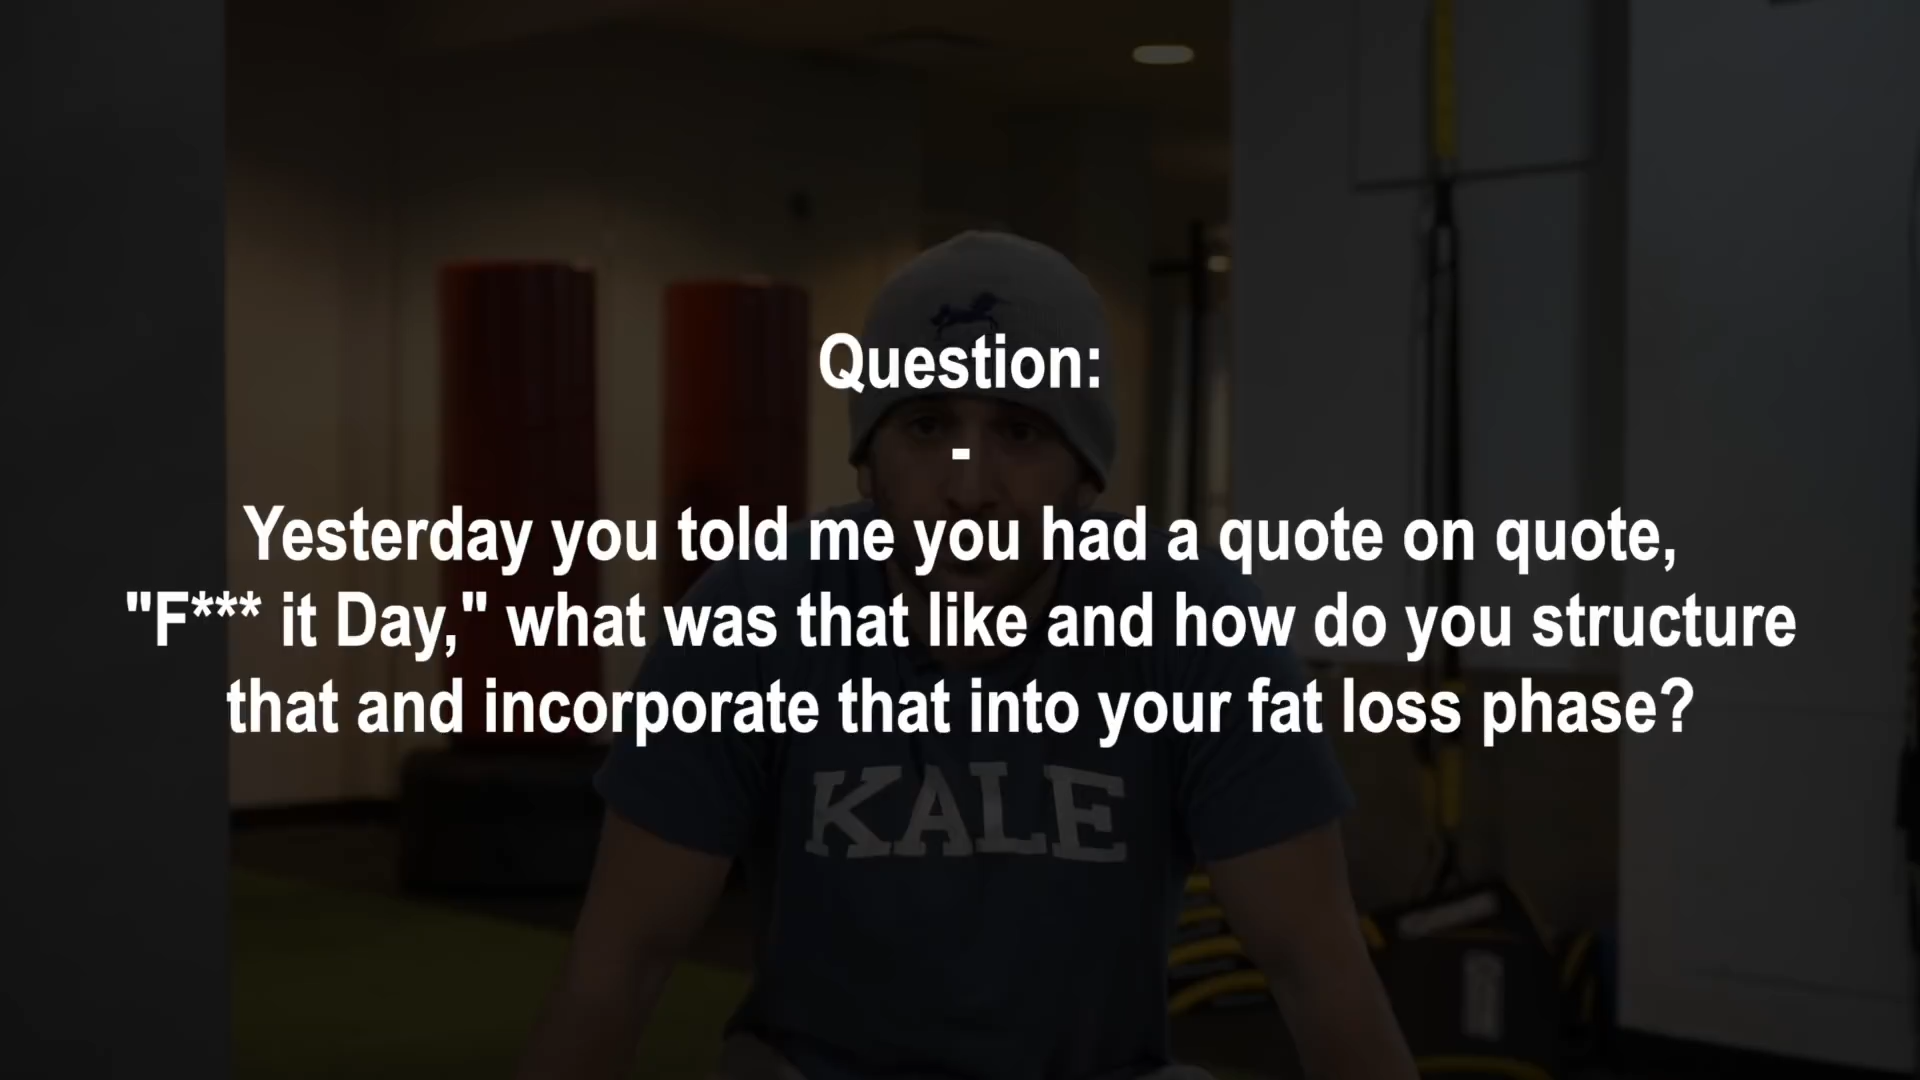 Question:
-
Yesterday you told me you had a quote on quote,
"F*** it Day," what was that like and how do you structure
that and incorporate that into your fat loss phase?
KALE